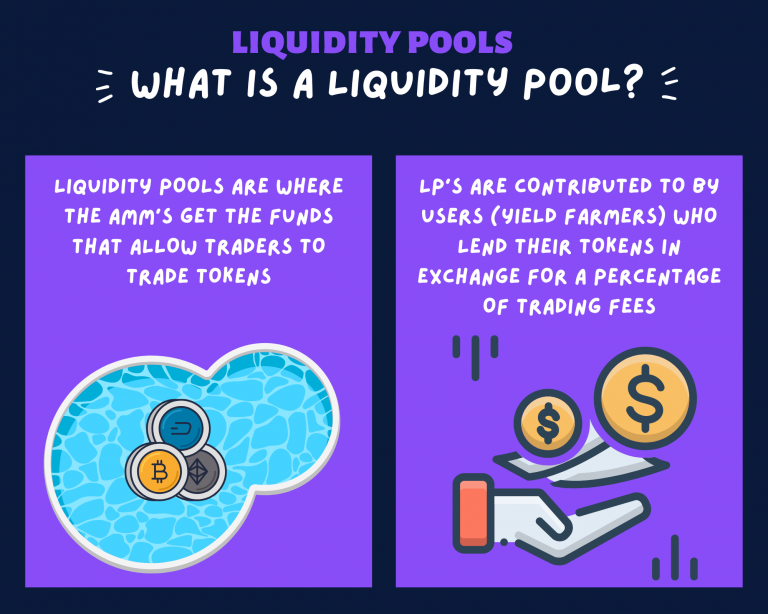 LIQUIDITY POOLS
WHAT IS A LIQUIDITY POOL?
LIQUIDITY POOLS ARE WHERE
THE AMM'S GET THE FUNDS
THAT ALLOW TRADERS TO
TRADE TOKENS
LP'S ARE CONTRIBUTED TO BY
USERS (YIELD FARMERS) WHO
LEND THEIR TOKENS IN
EXCHANGE FOR A PERCENTAGE
OF TRADING FEES